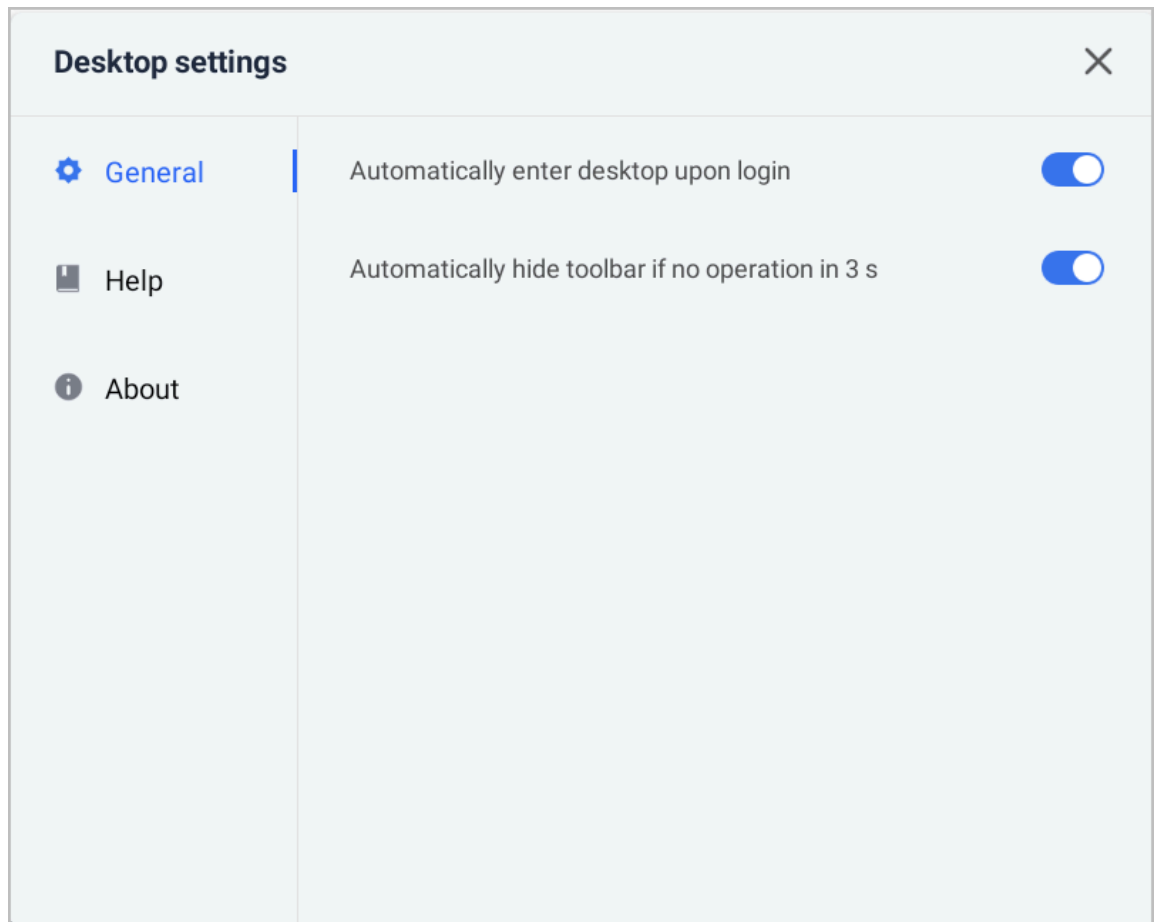 Desktop settings
General
Automatically enter desktop upon login
Help
Automatically hide toolbar if no operation in 3 s
About